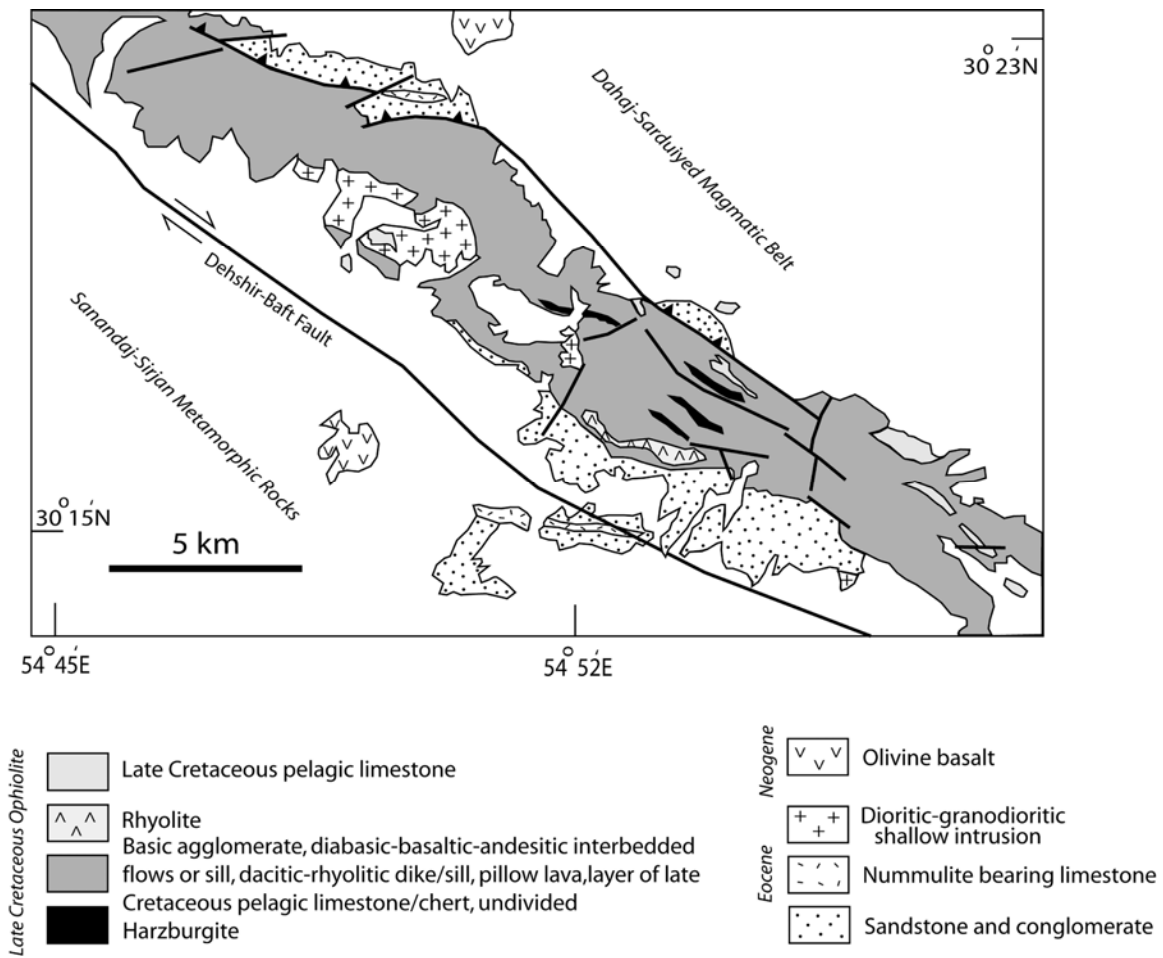 30°23́N
Dahaj-Sarduiyed Magmatic Belt
Dehshir-Baft Fault
Sanandaj-Sirjan Metamorphic Rocks
30°15́N
5 km
54°45́E
54°52́E
Late Cretaceous Ophiolite
Late Cretaceous pelagic limestone
Rhyolite
Basic agglomerate, diabasic-basaltic-andesitic interbedded
flows or sill, dacitic-rhyolitic dike/sill, pillow lava,layer of late
Cretaceous pelagic limestone/chert, undivided
Harzburgite
Neogene
Olivine basalt
Eocene
Dioritic-granodioritic
shallow intrusion
Nummulite bearing limestone
Sandstone and conglomerate